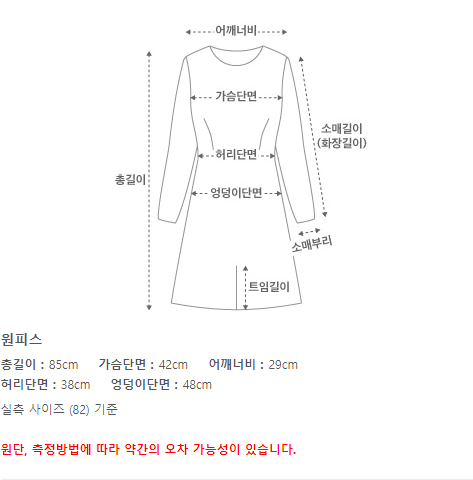 어깨너비
가슴단면
소매길이
(화장길이)
허리단면
총길이
엉덩이단면
소매부리
트임길이
원피스
총길이 : 85cm 가슴단면 : 42cm 어깨너비 : 29cm
허리단면 : 38cm 엉덩이단면 : 48cm
실측 사이즈 (82) 기준
원단, 측정방법에 따라 약간의 오차 가능성이 있습니다.